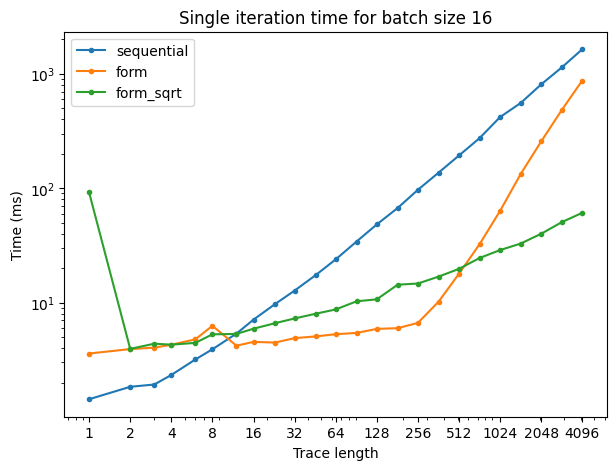 Single iteration time for batch size 16
sequential
form
form_sqrt
Time (ms)
10³
10²
10¹
1 2 4 8 16 32 64 128 256 512 1024 2048 4096
Trace length